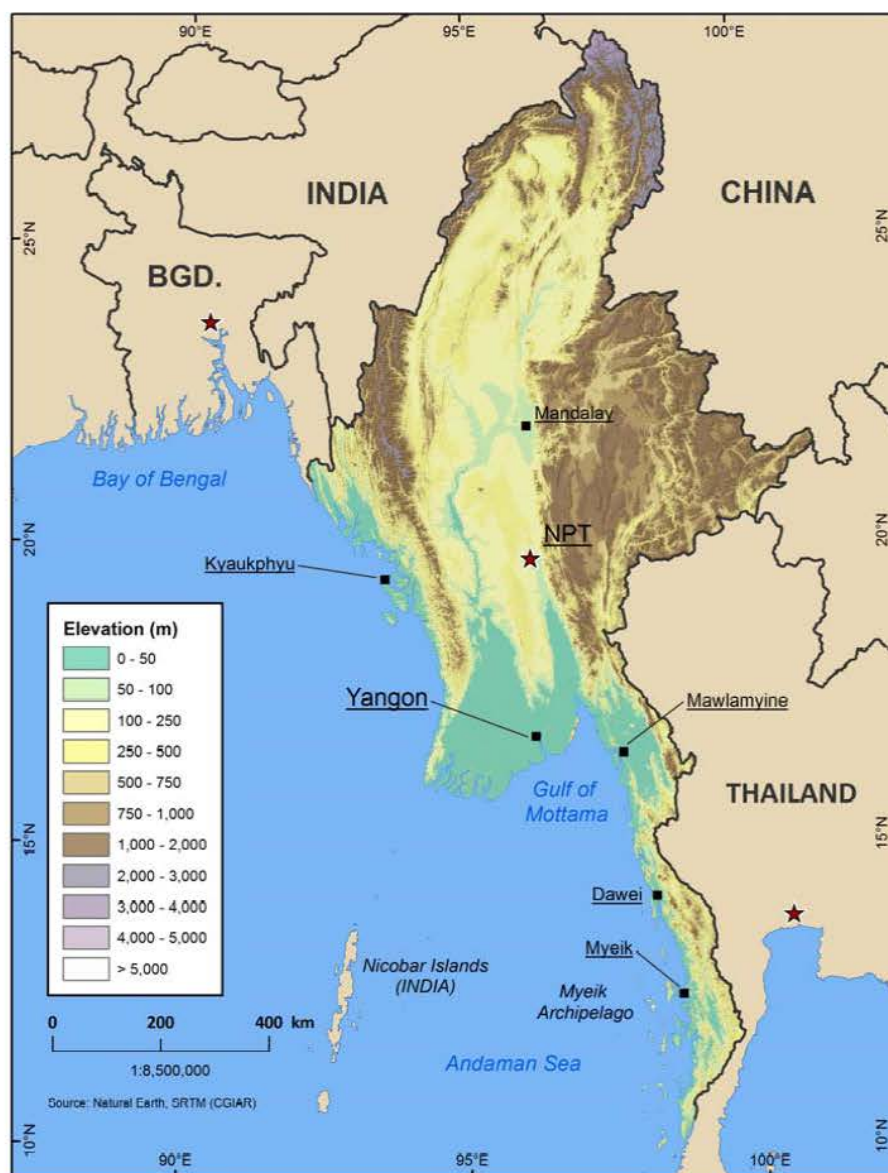 90°E
95°E
100°E
INDIA
CHINA
25°N
25°N
BGD.
Mandalay
Bay of Bengal
20°N
NPT
20°N
Kyaukphyu
Elevation (m)
0 - 50
50 - 100
100 - 250
250 - 500
500 - 750
750 - 1,000
1,000 - 2,000
2,000 - 3,000
3,000 - 4,000
4,000 - 5,000
> 5,000
Yangon
Mawlamyine
Gulf of
Mottama
THAILAND
15°N
15°N
Dawei
Myeik
Nicobar Islands
(INDIA)
Myeik
Archipelago
0 200 400 km
1:8,500,000
Andaman Sea
Source: Natural Earth, SRTM (CGIAR)
10°N
10°N
90°E
95°E
100°E